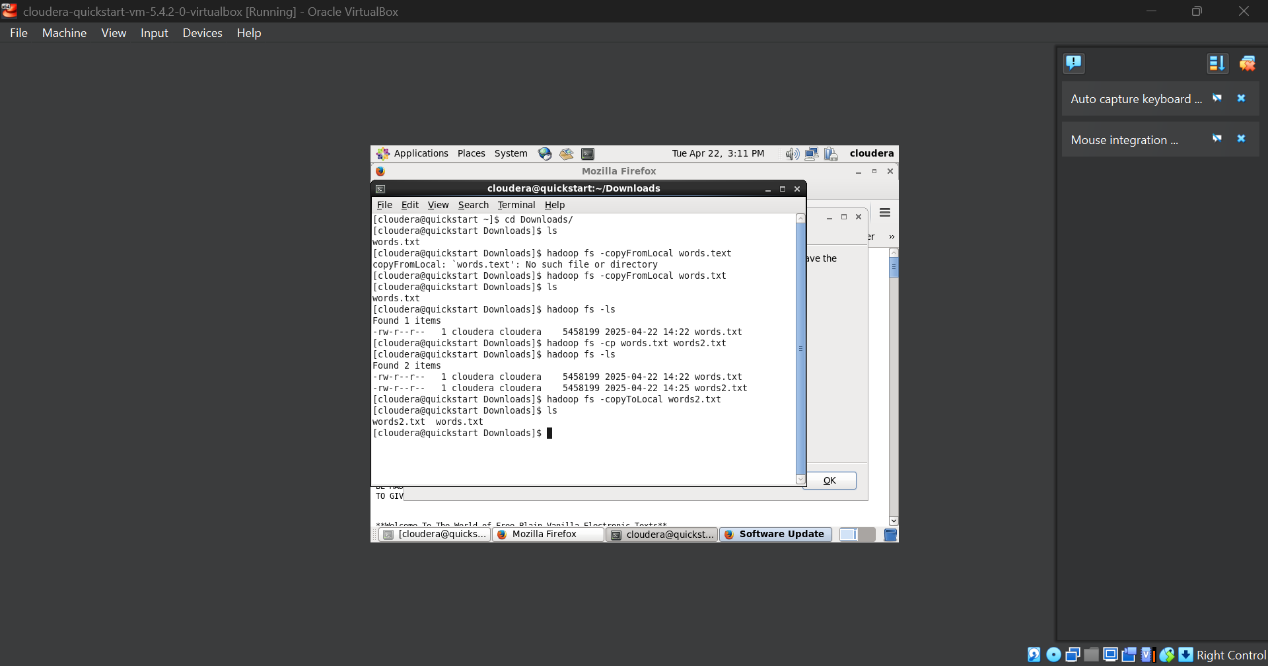 cloudera-quickstart-vm-5.4.2-0-virtualbox [Running] - Oracle VirtualBox
File Machine View Input Devices Help
Auto capture keyboard ...
Mouse integration ...
Applications Places System Tue Apr 22, 3:11 PM cloudera
Mozilla Firefox
cloudera@quickstart:~/Downloads
File Edit View Search Terminal Help
[cloudera@quickstart ~]$ cd Downloads/
[cloudera@quickstart Downloads]$ ls
words.txt
[cloudera@quickstart Downloads]$ hadoop fs -copyFromLocal words.text
copyFromLocal: `words.text': No such file or directory
[cloudera@quickstart Downloads]$ hadoop fs -copyFromLocal words.txt
[cloudera@quickstart Downloads]$ ls
words.txt
[cloudera@quickstart Downloads]$ hadoop fs -ls
Found 1 items
-rw-r--r-- 1 cloudera cloudera 5458199 2025-04-22 14:22 words.txt
[cloudera@quickstart Downloads]$ hadoop fs -cp words.txt words2.txt
[cloudera@quickstart Downloads]$ hadoop fs -ls
Found 2 items
-rw-r--r-- 1 cloudera cloudera 5458199 2025-04-22 14:22 words.txt
-rw-r--r-- 1 cloudera cloudera 5458199 2025-04-22 14:25 words2.txt
[cloudera@quickstart Downloads]$ hadoop fs -copyToLocal words2.txt
[cloudera@quickstart Downloads]$ ls
words2.txt words.txt
[cloudera@quickstart Downloads]$
er »
ave the
OK
TO GIV
**Welcome To The World of Free Plain Vanilla Electronic Texts**
[cloudera@quicks... Mozilla Firefox cloudera@quickst... Software Update
Right Control